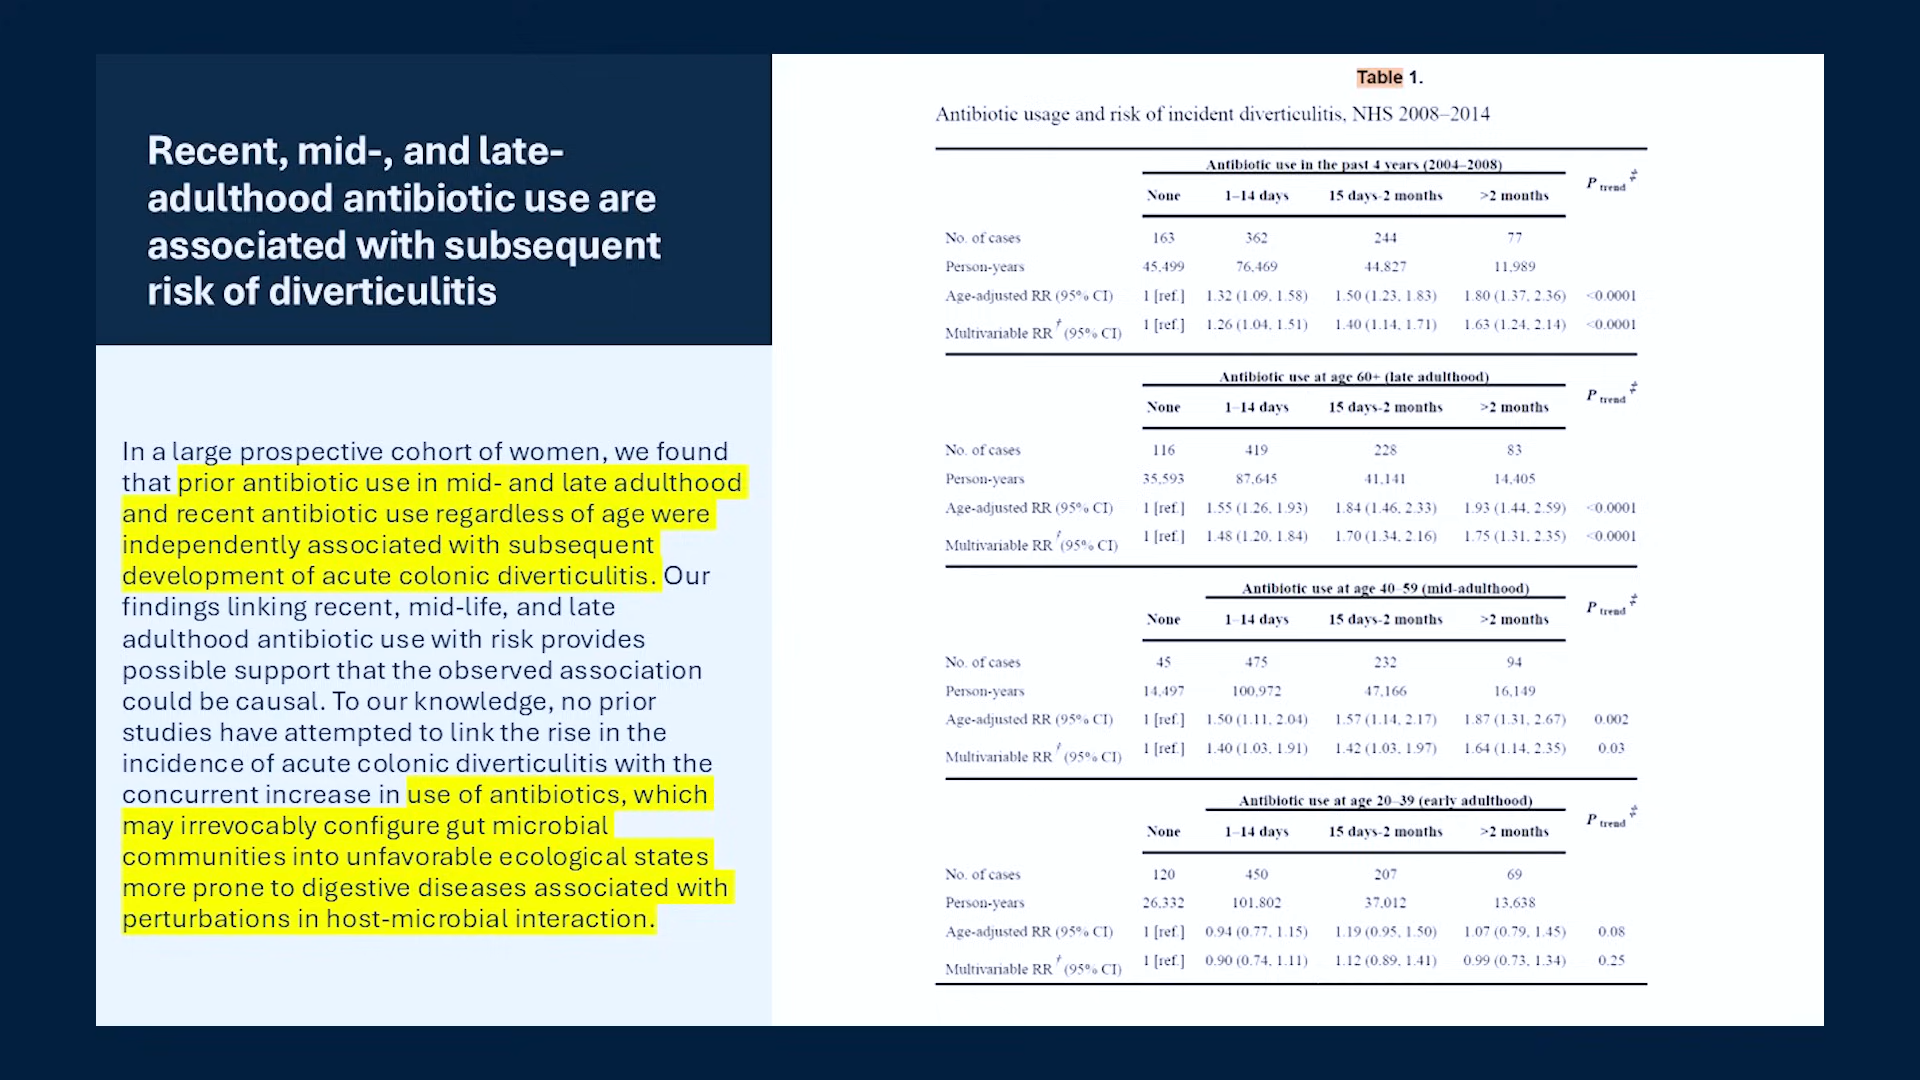 Recent, mid-, and late-
adulthood antibiotic use are
associated with subsequent
risk of diverticulitis
In a large prospective cohort of women, we found
that prior antibiotic use in mid- and late adulthood
and recent antibiotic use regardless of age were
independently associated with subsequent
development of acute colonic diverticulitis. Our
findings linking recent, mid-life, and late
adulthood antibiotic use with risk provides
possible support that the observed association
could be causal. To our knowledge, no prior
studies have attempted to link the rise in the
incidence of acute colonic diverticulitis with the
concurrent increase in use of antibiotics, which
may irrevocably configure gut microbial
communities into unfavorable ecological states
more prone to digestive diseases associated with
perturbations in host-microbial interaction.
Table 1.
Antibiotic usage and risk of incident diverticulitis, NHS 2008–2014
Antibiotic use in the past 4 years (2004–2008) P trend ‡
None 1–14 days 15 days-2 months >2 months
No. of cases 163 362 244 77
Person-years 45,499 76,469 44,827 11,989
Age-adjusted RR (95% CI) 1 [ref.] 1.32 (1.09, 1.58) 1.50 (1.23, 1.83) 1.80 (1.37, 2.36) <0.0001
Multivariable RR † (95% CI) 1 [ref.] 1.26 (1.04, 1.51) 1.40 (1.14, 1.71) 1.63 (1.24, 2.14) <0.0001
Antibiotic use at age 60+ (late adulthood) P trend ‡
None 1–14 days 15 days-2 months >2 months
No. of cases 116 419 228 83
Person-years 35,593 87,645 41,141 14,405
Age-adjusted RR (95% CI) 1 [ref.] 1.55 (1.26, 1.93) 1.84 (1.46, 2.33) 1.93 (1.44, 2.59) <0.0001
Multivariable RR † (95% CI) 1 [ref.] 1.48 (1.20, 1.84) 1.70 (1.34, 2.16) 1.75 (1.31, 2.35) <0.0001
Antibiotic use at age 40–59 (mid-adulthood) P trend ‡
None 1–14 days 15 days-2 months >2 months
No. of cases 45 475 232 94
Person-years 14,497 100,972 47,166 16,149
Age-adjusted RR (95% CI) 1 [ref.] 1.50 (1.11, 2.04) 1.57 (1.14, 2.17) 1.87 (1.31, 2.67) 0.002
Multivariable RR † (95% CI) 1 [ref.] 1.40 (1.03, 1.91) 1.42 (1.03, 1.97) 1.64 (1.14, 2.35) 0.03
Antibiotic use at age 20–39 (early adulthood) P trend ‡
None 1–14 days 15 days-2 months >2 months
No. of cases 120 450 207 69
Person-years 26,332 101,802 37,012 13,638
Age-adjusted RR (95% CI) 1 [ref.] 0.94 (0.77, 1.15) 1.19 (0.95, 1.50) 1.07 (0.79, 1.45) 0.08
Multivariable RR † (95% CI) 1 [ref.] 0.90 (0.74, 1.11) 1.12 (0.89, 1.41) 0.99 (0.73, 1.34) 0.25